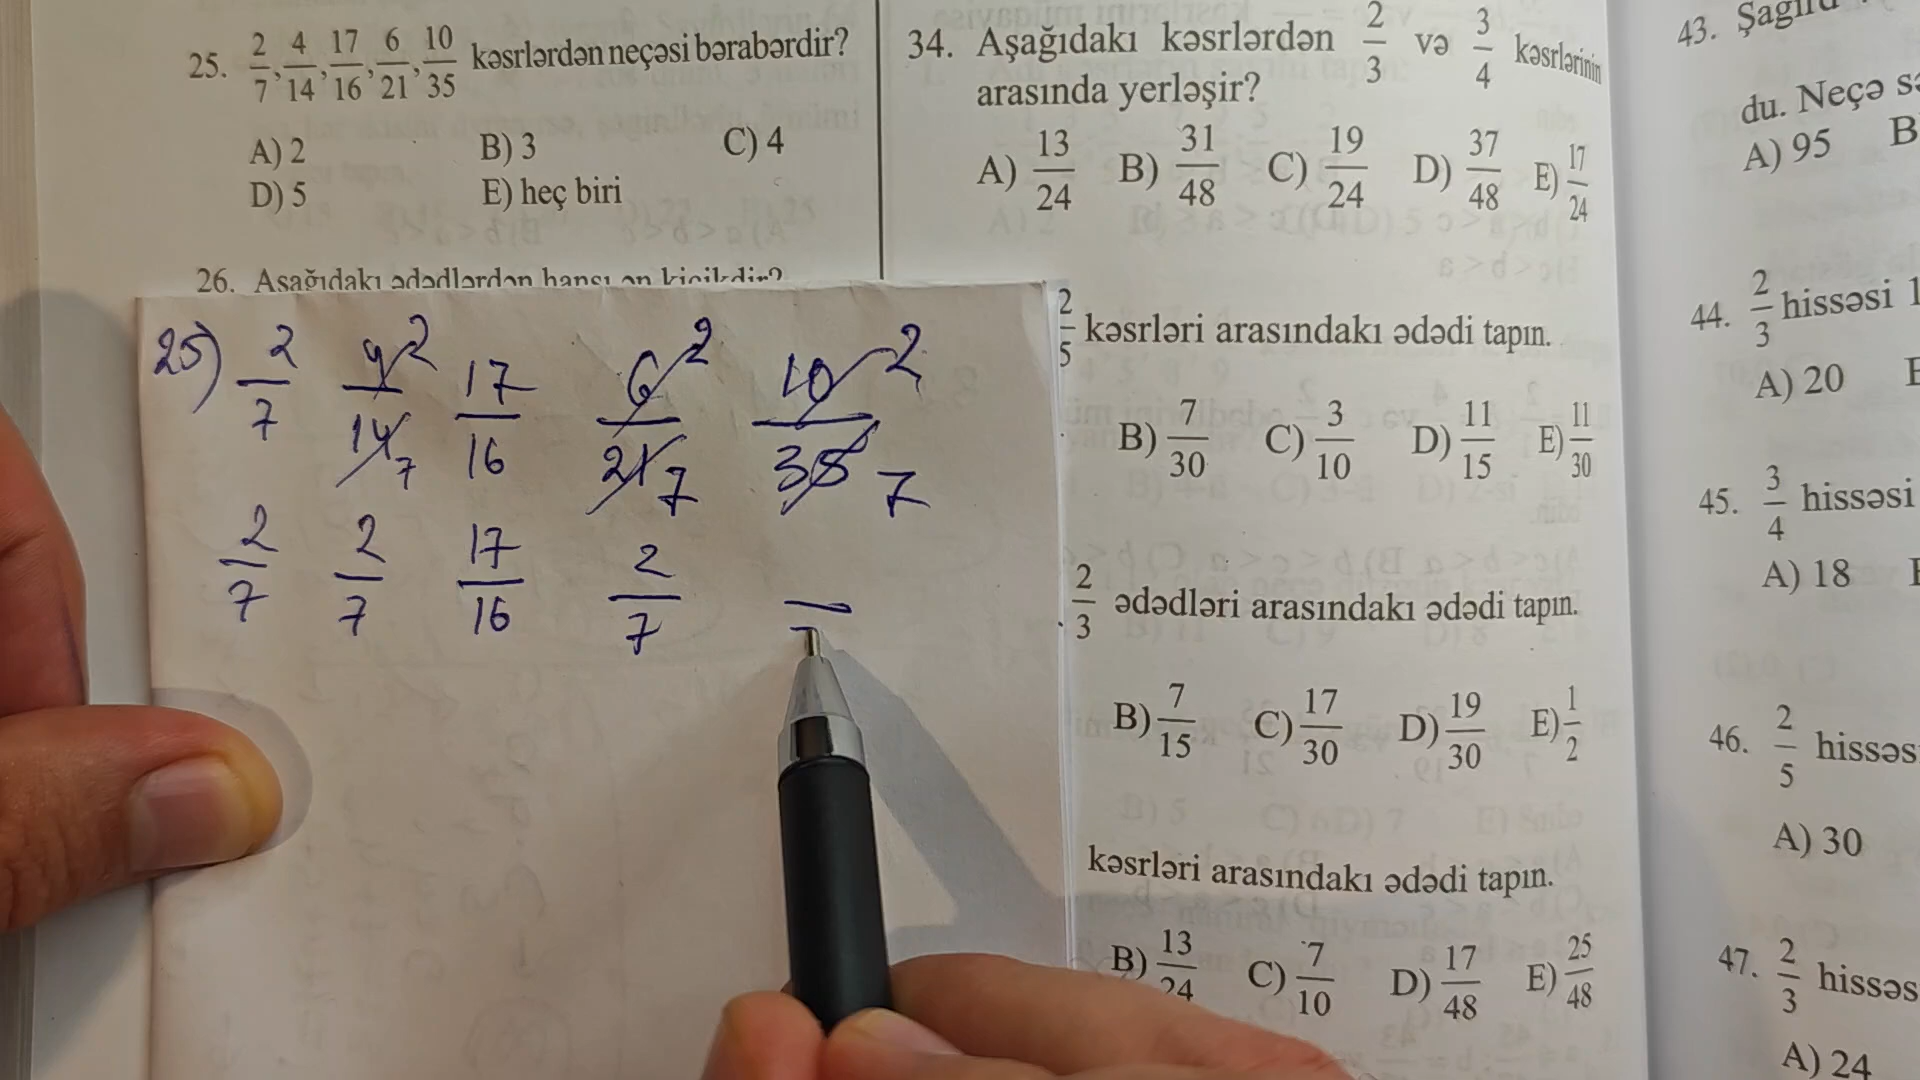 25. 2/7, 4/14, 17/16, 6/21, 10/35 kəsrlərdən neçəsi bərabərdir?
A) 2 B) 3 C) 4
D) 5 E) heç biri
26. Aşağıdakı ədədlərdən hansı ən kiçikdir?
25) 2/7 4/14 2 7 17/16 6/21 2 7 10/35 2 7
2/7 2/7 17/16 2/7
34. Aşağıdakı kəsrlərdən 2/3 və 3/4 kəsrlərinin
arasında yerləşir?
A) 13/24 B) 31/48 C) 19/24 D) 37/48 E) 17/24
2/5 kəsrləri arasındakı ədədi tapın.
B) 7/30 C) 3/10 D) 11/15 E) 11/30
2/3 ədədləri arasındakı ədədi tapın.
B) 7/15 C) 17/30 D) 19/30 E) 1/2
kəsrləri arasındakı ədədi tapın.
B) 13/24 C) 7/10 D) 17/48 E) 25/48
43.
du. Neçə
A) 95 B
44. 2/3 hissəsi 1
A) 20
45. 3/4 hissəsi
A) 18
46. 2/5 hissəs
A) 30
47. 2/3 hissəs
A) 24